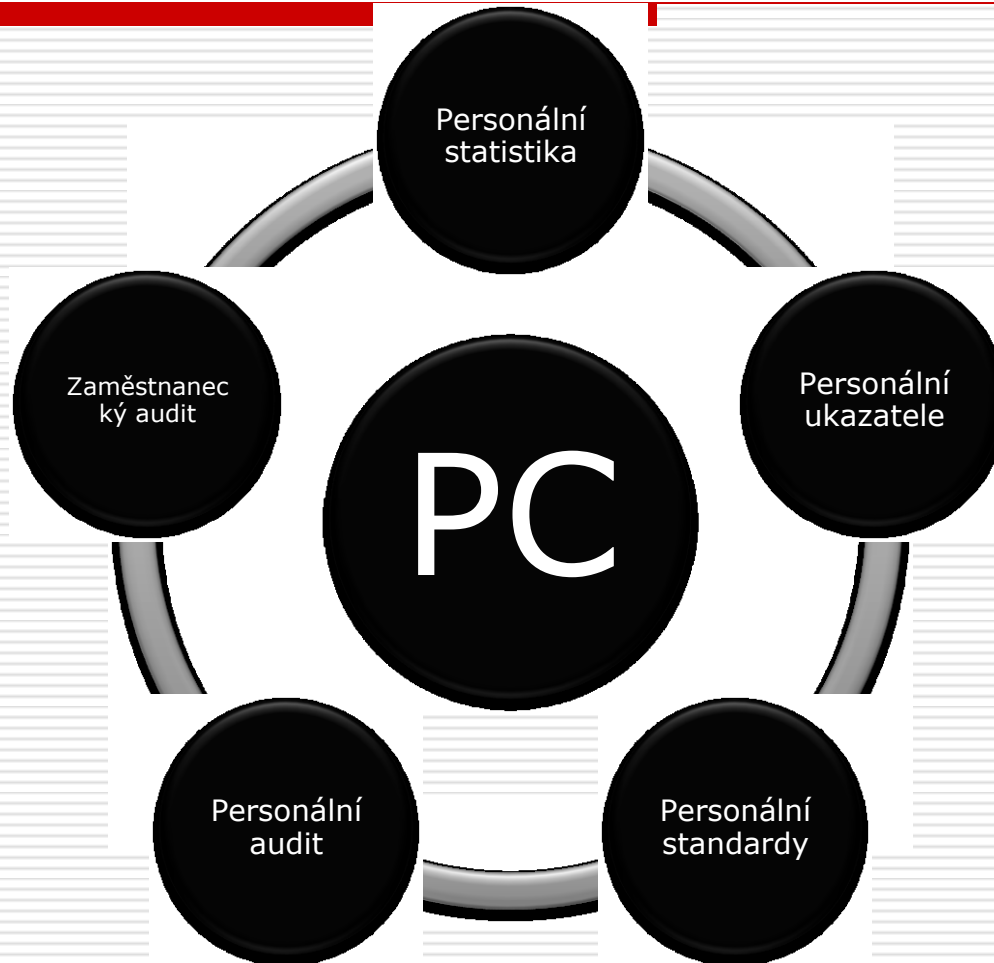 Personální
statistika
Zaměstnanec
ký audit
Personální
ukazatele
PC
Personální
audit
Personální
standardy